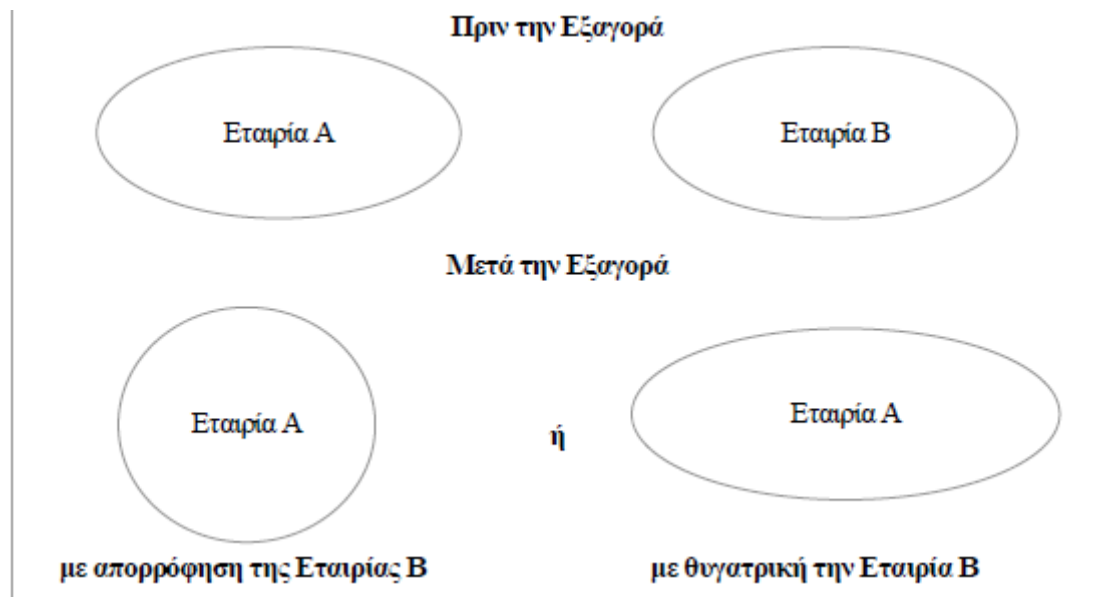 Πριν την Εξαγορά
Εταιρία Α
Εταιρία Β
Μετά την Εξαγορά
Εταιρία Α
ή
Εταιρία Α
με απορρόφηση της Εταιρίας Β
με θυγατρική την Εταιρία Β